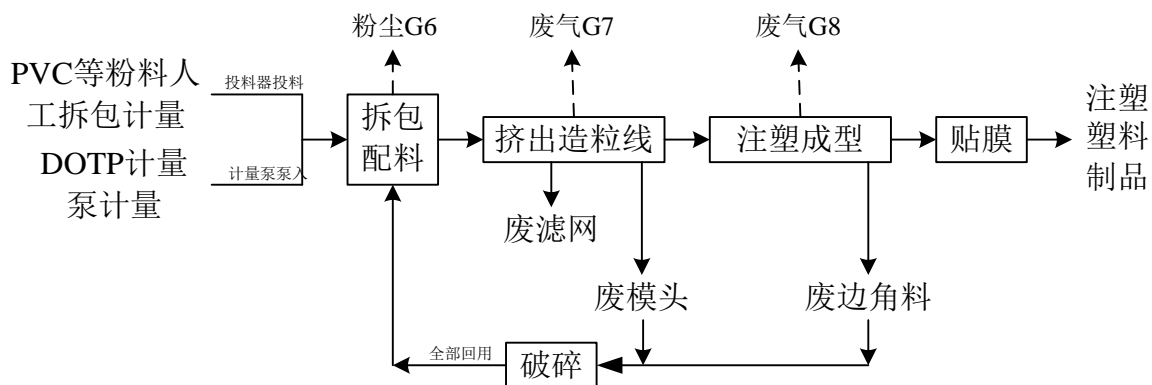 粉尘G6
废气G7
废气G8
PVC等粉料人
工拆包计量
投料器投料
DOTP计量
泵计量
计量泵泵入
拆包
配料
挤出造粒线
注塑成型
贴膜
注塑
塑料
制品
废滤网
废模头
废边角料
全部回用
破碎